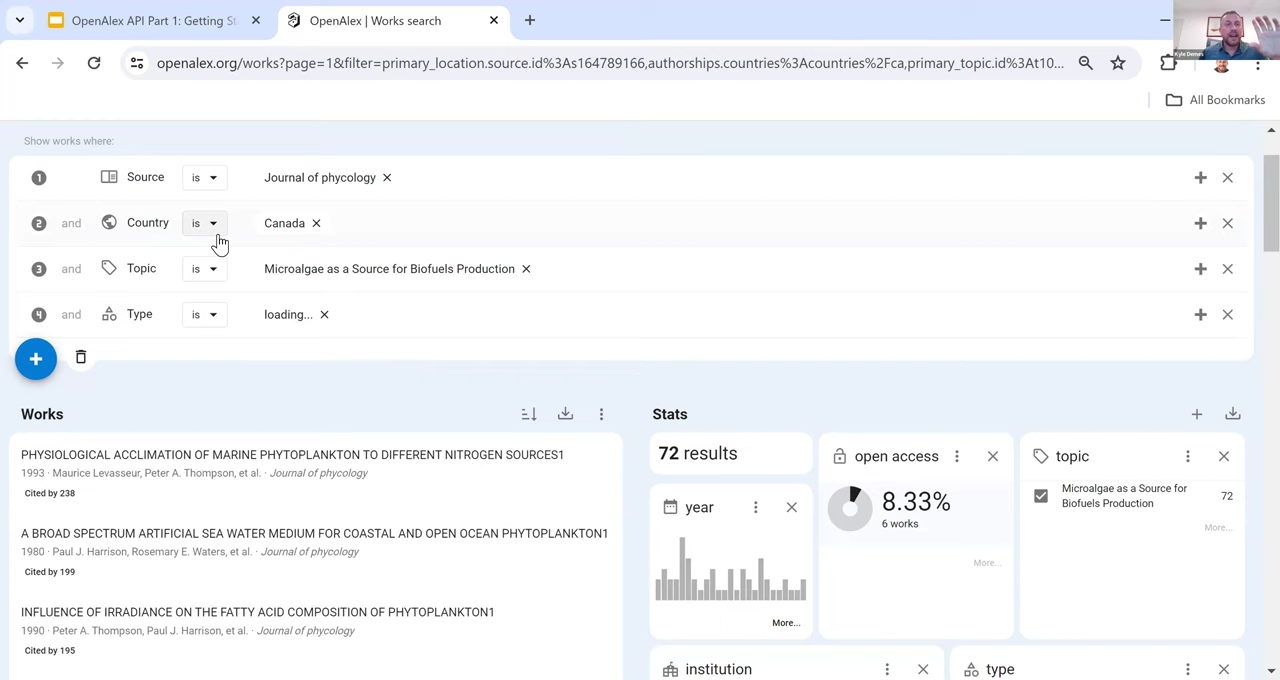 OpenAlex API Part 1: Getting St
OpenAlex | Works search
openalex.org/works?page=1&filter=primary_location.source.id%3As164789166,authorships.countries%3Acountries%2Fca,primary_topic.id%3At10...
Kyle Demes
All Bookmarks
Show works where:
1 Source is Journal of phycology
2 and Country is Canada
3 and Topic is Microalgae as a Source for Biofuels Production
4 and Type is loading...
Works
PHYSIOLOGICAL ACCLIMATION OF MARINE PHYTOPLANKTON TO DIFFERENT NITROGEN SOURCES1
1993 · Maurice Levasseur, Peter A. Thompson, et al. · Journal of phycology
Cited by 238
A BROAD SPECTRUM ARTIFICIAL SEA WATER MEDIUM FOR COASTAL AND OPEN OCEAN PHYTOPLANKTON1
1980 · Paul J. Harrison, Rosemary E. Waters, et al. · Journal of phycology
Cited by 199
INFLUENCE OF IRRADIANCE ON THE FATTY ACID COMPOSITION OF PHYTOPLANKTON1
1990 · Peter A. Thompson, Paul J. Harrison, et al. · Journal of phycology
Cited by 195
Stats
72 results
year
More...
open access
8.33%
6 works
More...
topic
Microalgae as a Source for
Biofuels Production
72
More...
institution
type